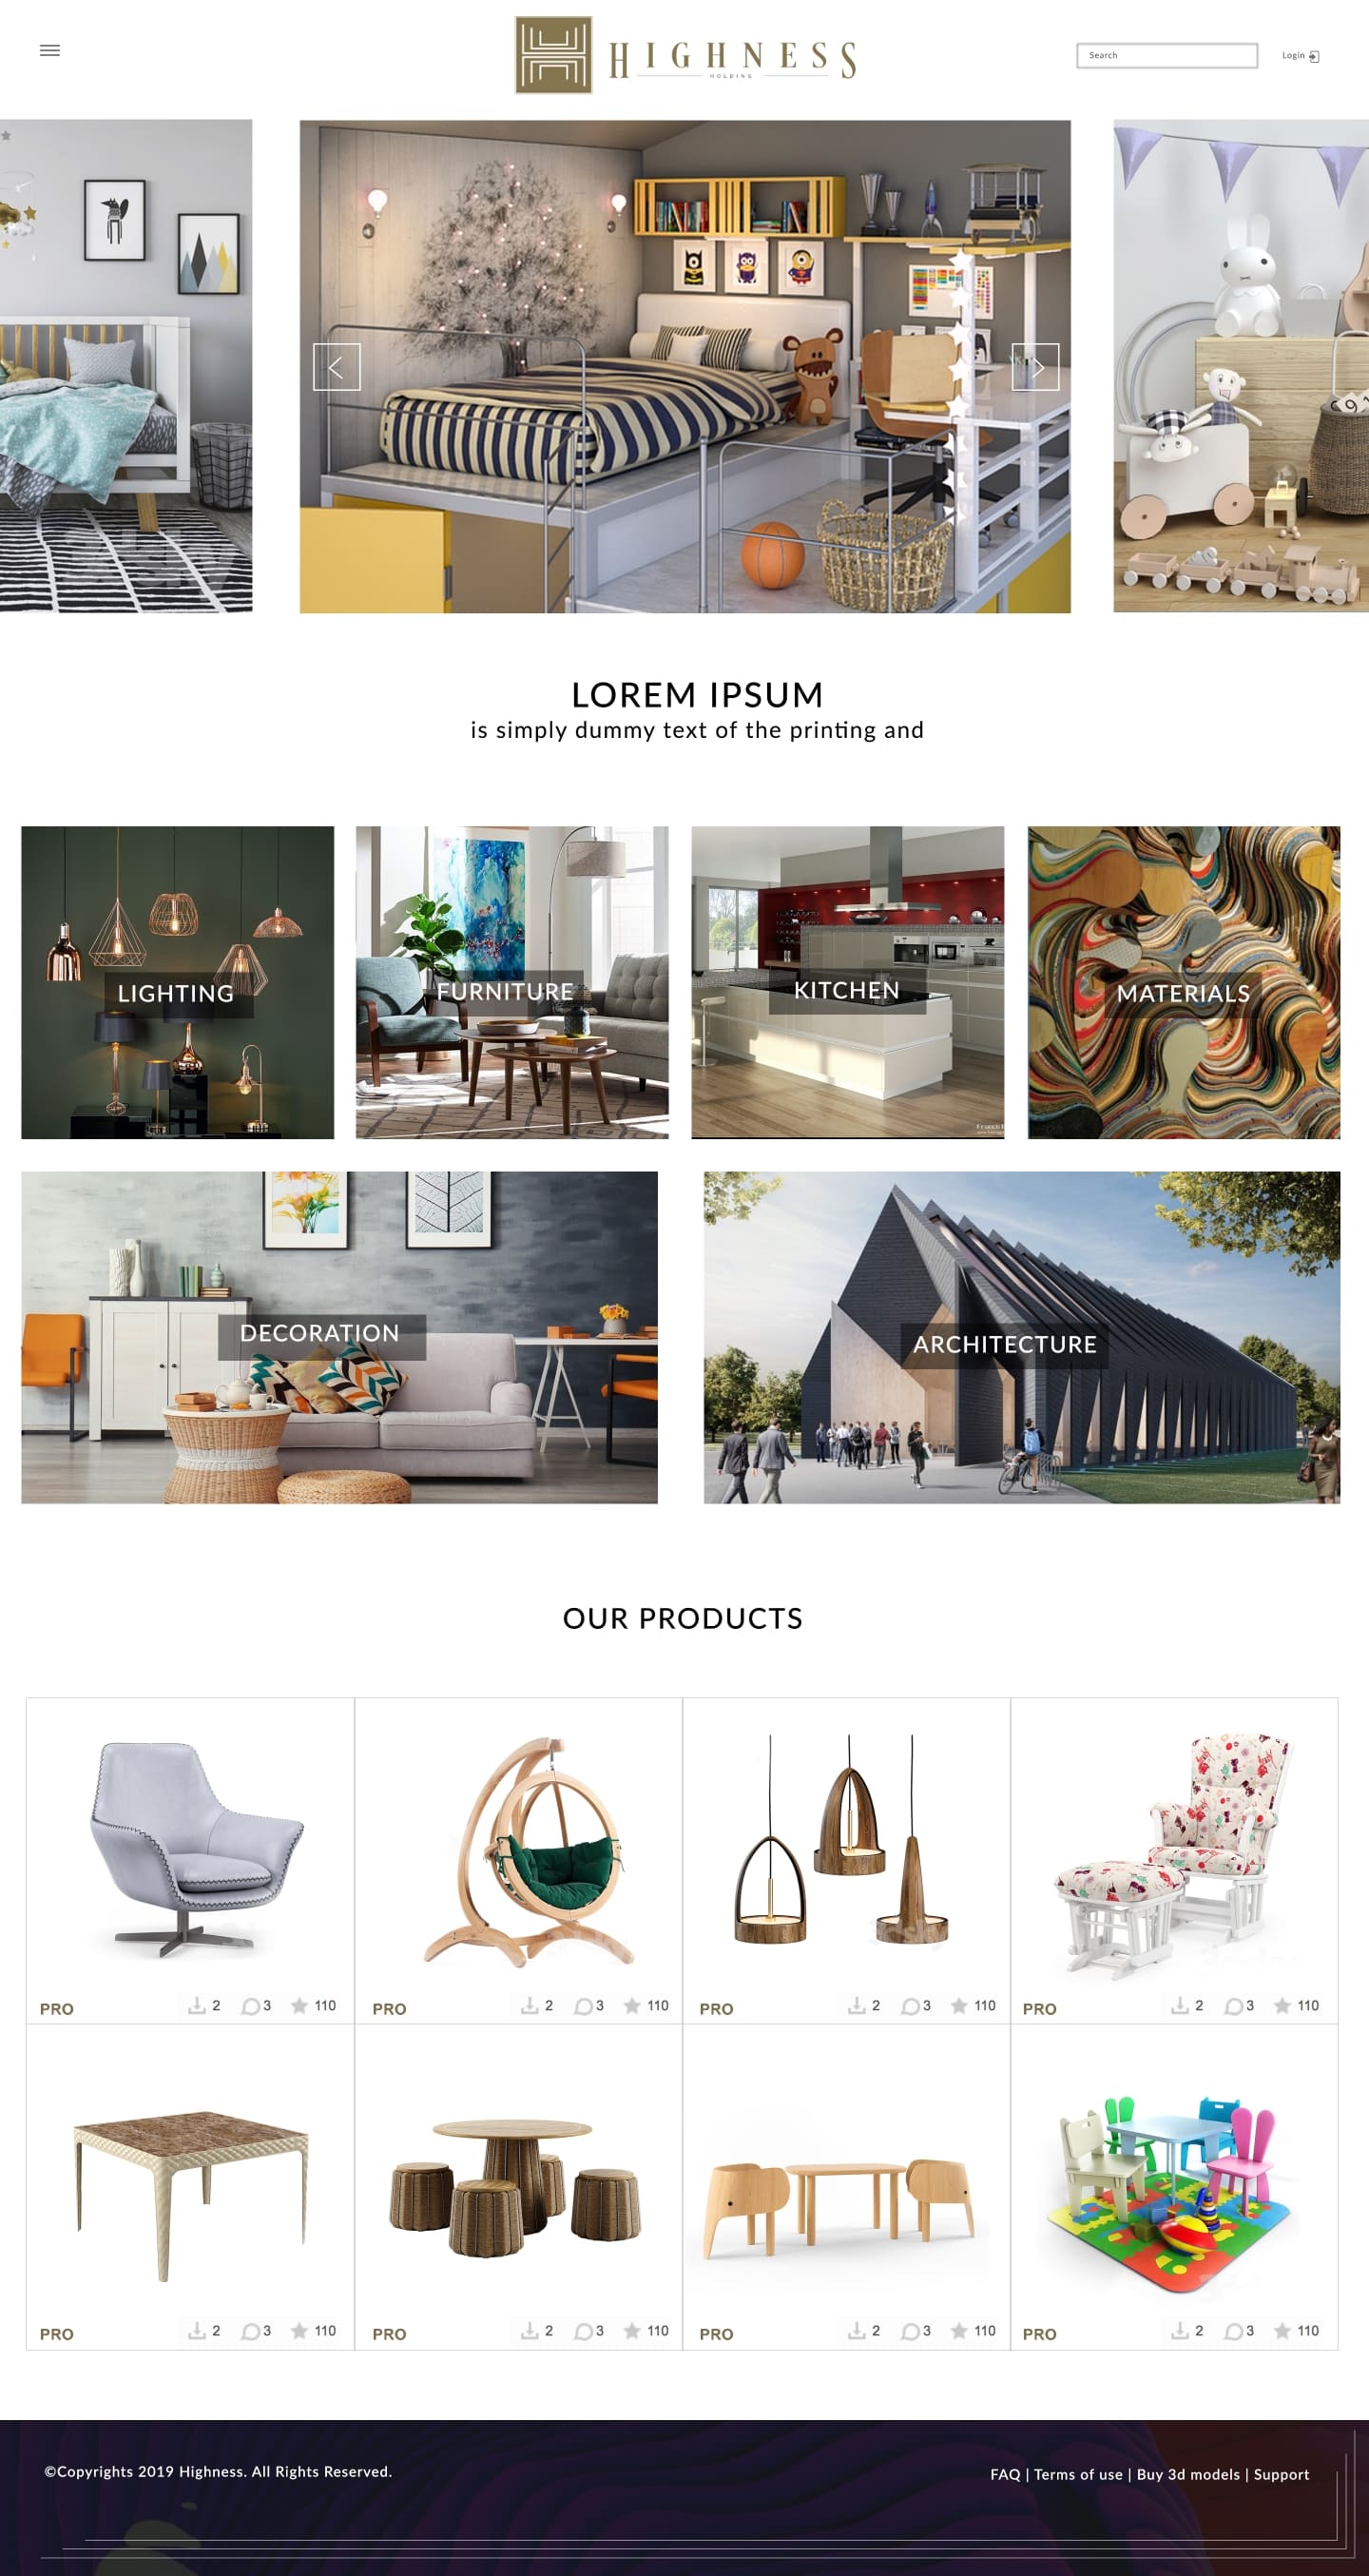 HIGHNESS
HOLDING
Search
Login
LOREM IPSUM
is simply dummy text of the printing and
LIGHTING
FURNITURE
KITCHEN
MATERIALS
DECORATION
ARCHITECTURE
OUR PRODUCTS
PRO 2 3 110
PRO 2 3 110
PRO 2 3 110
PRO 2 3 110
PRO 2 3 110
PRO 2 3 110
PRO 2 3 110
PRO 2 3 110
©Copyrights 2019 Highness. All Rights Reserved.
FAQ | Terms of use | Buy 3d models | Support